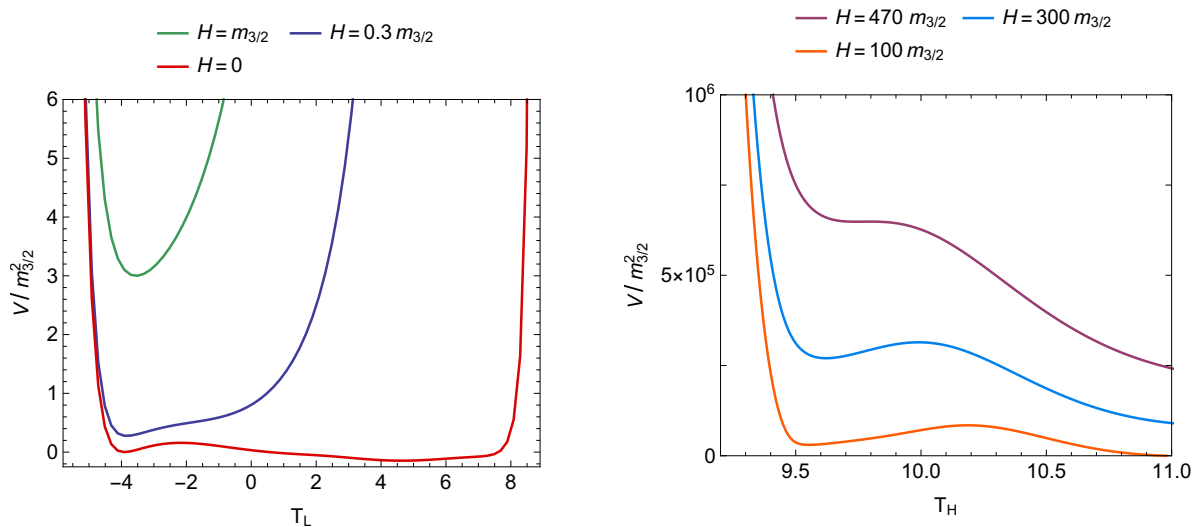 H = m3/2 H = 0.3 m3/2
H = 0
6
5
4
3
2
1
0
V / m²3/2
−4 −2 0 2 4 6 8
TL
H = 470 m3/2 H = 300 m3/2
H = 100 m3/2
10⁶
5×10⁵
0
V / m²3/2
9.5 10.0 10.5 11.0
TH